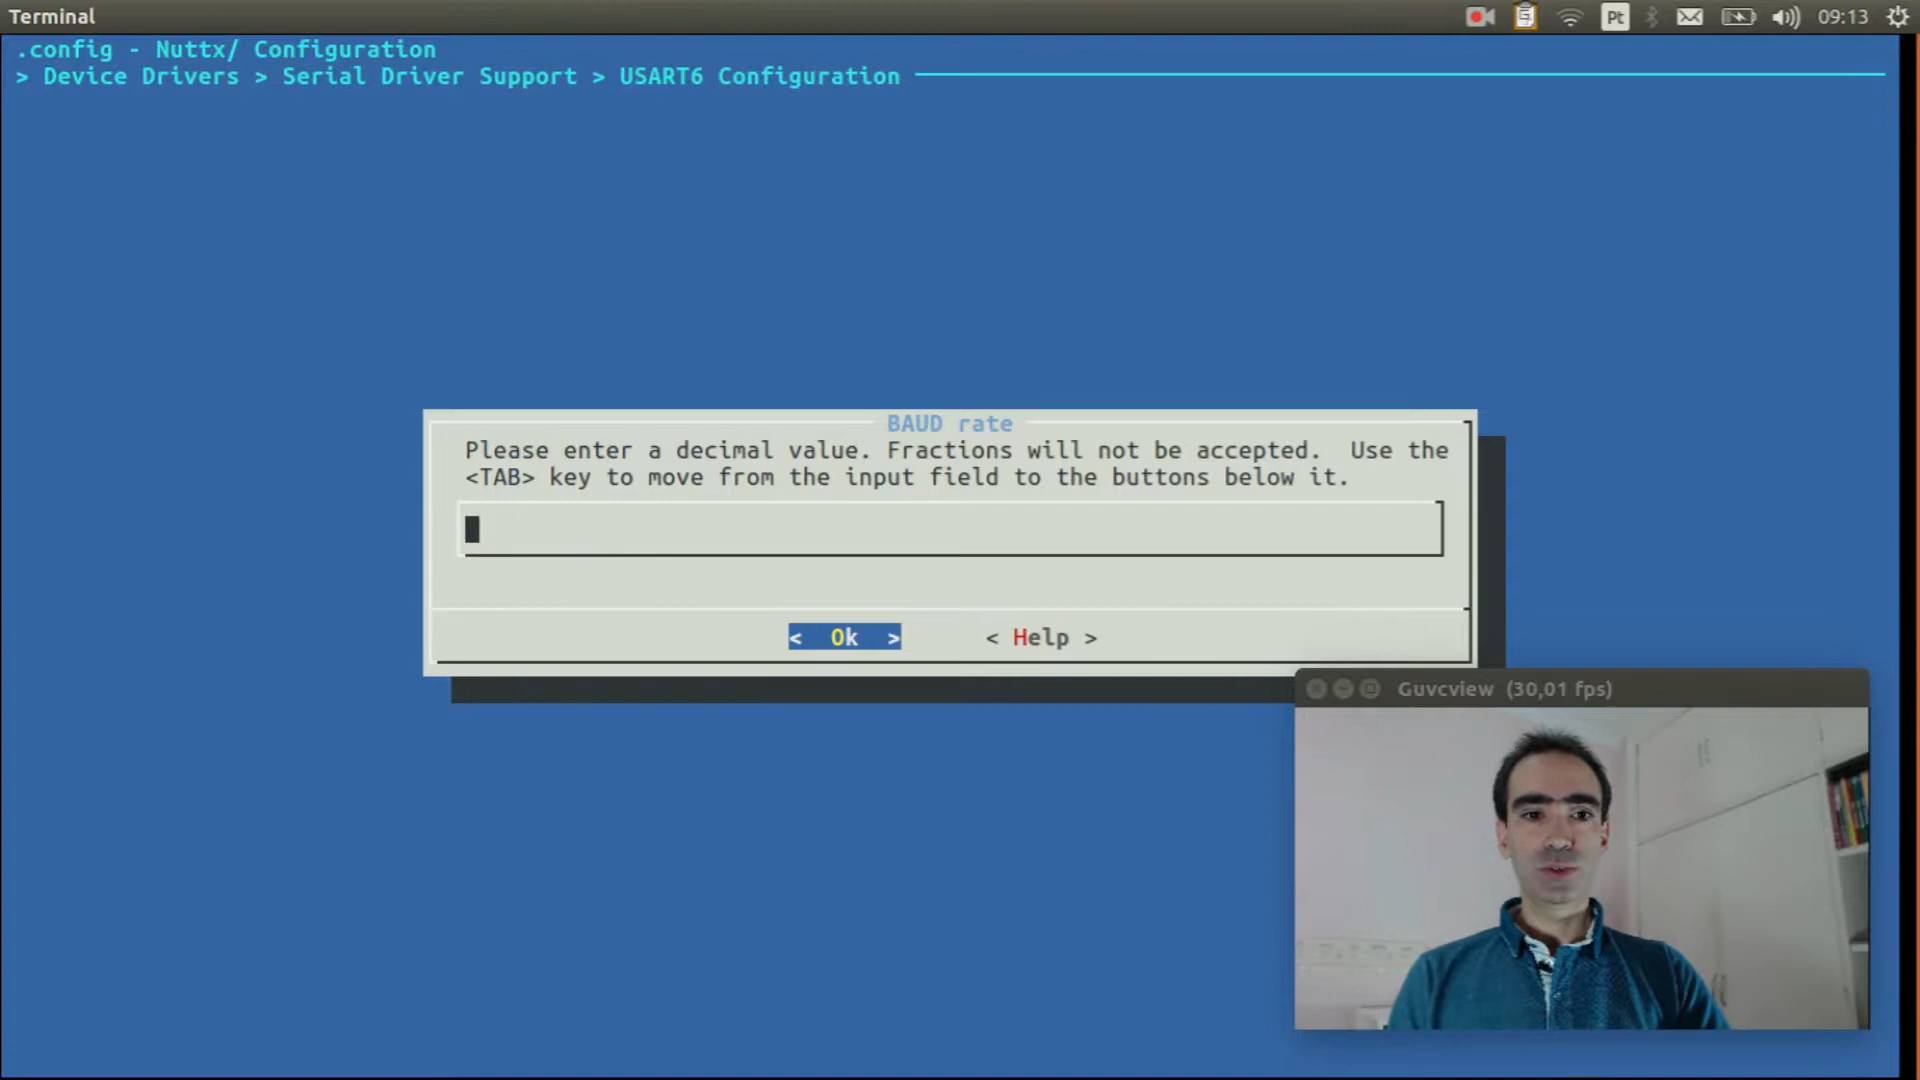 Terminal
Pt
09:13
.config - Nuttx/ Configuration
> Device Drivers > Serial Driver Support > USART6 Configuration
BAUD rate
Please enter a decimal value. Fractions will not be accepted.  Use the
<TAB> key to move from the input field to the buttons below it.
<  Ok  >
< Help >
Guvcview  (30,01 fps)